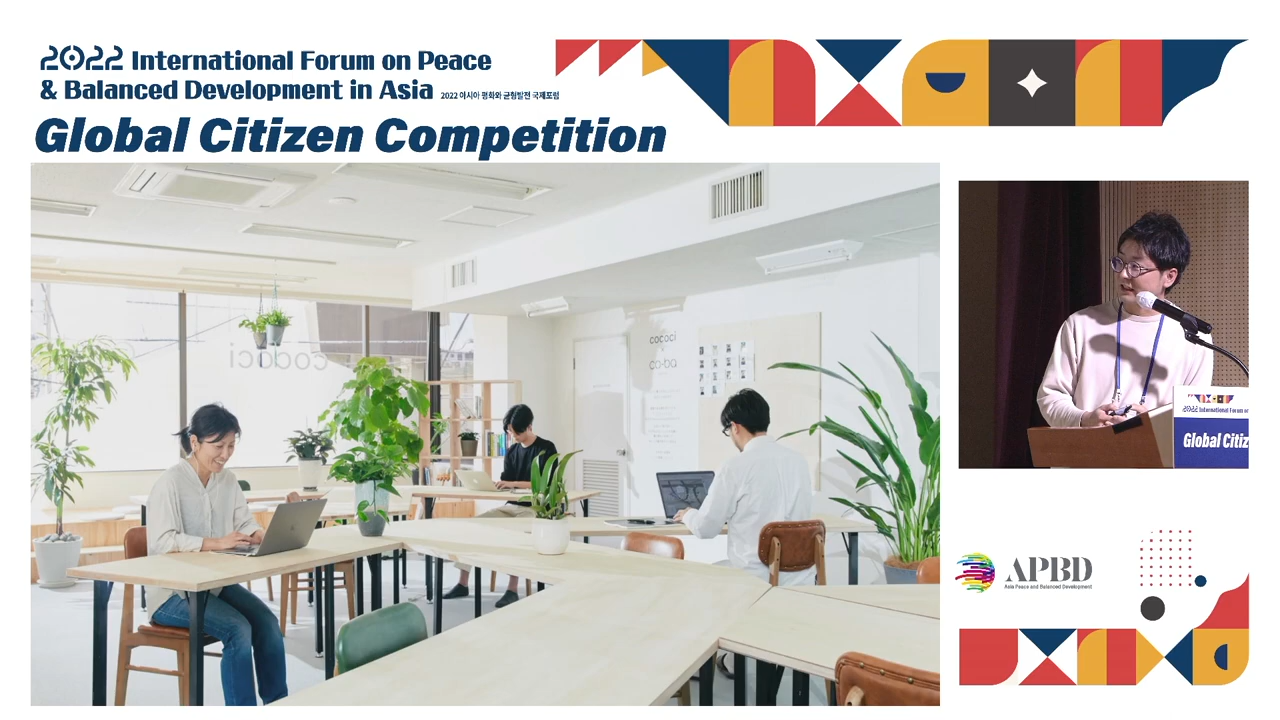 2022 International Forum on Peace
& Balanced Development in Asia 2022 아시아 평화와 균형발전 국제포럼
Global Citizen Competition
cococi
cococi
co-ba
2022 International Forum on
Global Citiz
APBD
Asia Peace and Balanced Development